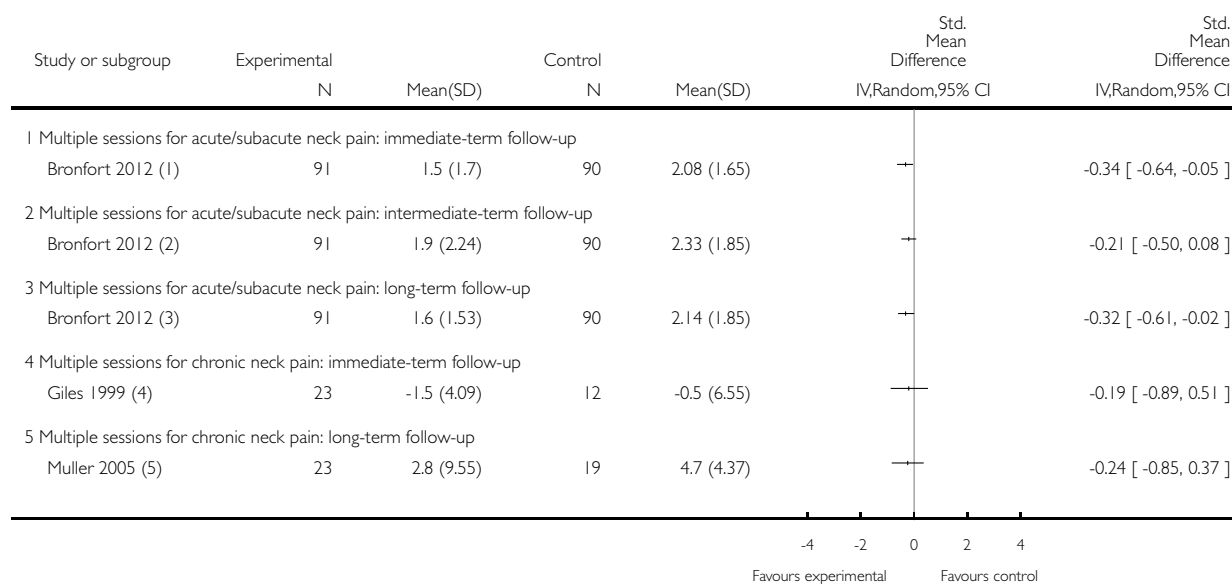 Study or subgroup Experimental Control Std. Mean Difference Std. Mean Difference
N Mean(SD) N Mean(SD) IV,Random,95% CI IV,Random,95% CI
1 Multiple sessions for acute/subacute neck pain: immediate-term follow-up
Bronfort 2012 (1) 91 1.5 (1.7) 90 2.08 (1.65) -0.34 [ -0.64, -0.05 ]
2 Multiple sessions for acute/subacute neck pain: intermediate-term follow-up
Bronfort 2012 (2) 91 1.9 (2.24) 90 2.33 (1.85) -0.21 [ -0.50, 0.08 ]
3 Multiple sessions for acute/subacute neck pain: long-term follow-up
Bronfort 2012 (3) 91 1.6 (1.53) 90 2.14 (1.85) -0.32 [ -0.61, -0.02 ]
4 Multiple sessions for chronic neck pain: immediate-term follow-up
Giles 1999 (4) 23 -1.5 (4.09) 12 -0.5 (6.55) -0.19 [ -0.89, 0.51 ]
5 Multiple sessions for chronic neck pain: long-term follow-up
Muller 2005 (5) 23 2.8 (9.55) 19 4.7 (4.37) -0.24 [ -0.85, 0.37 ]
-4 -2 0 2 4
Favours experimental Favours control